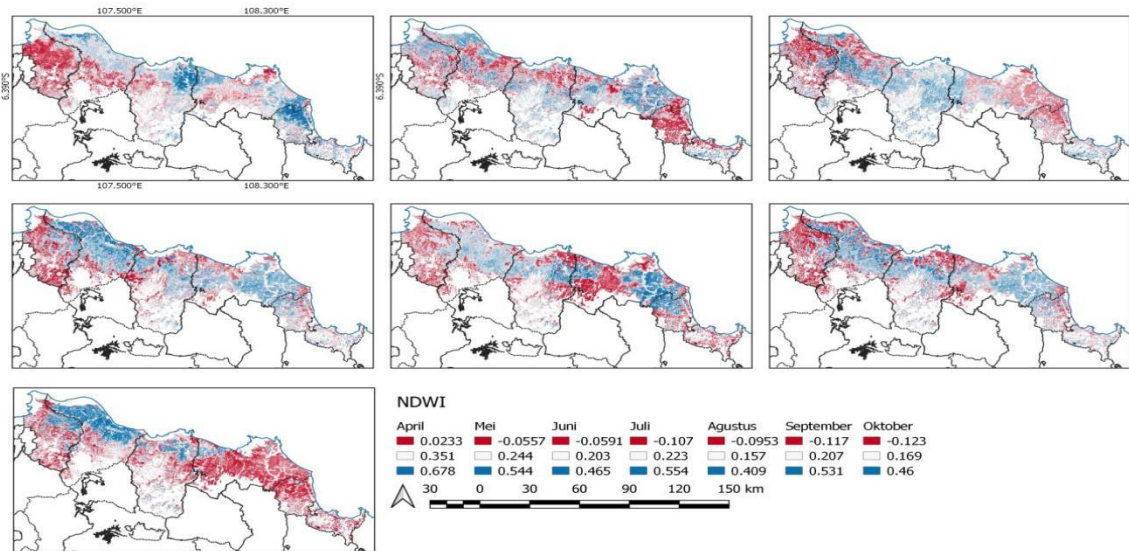 107.500°E 108.300°E
6.390°S 6.390°S
107.500°E 108.300°E
NDWI
April Mei Juni Juli Agustus September Oktober
0.0233 -0.0557 -0.0591 -0.107 -0.0953 -0.117 -0.123
0.351 0.244 0.203 0.223 0.157 0.207 0.169
0.678 0.544 0.465 0.554 0.409 0.531 0.46
30 0 30 60 90 120 150 km